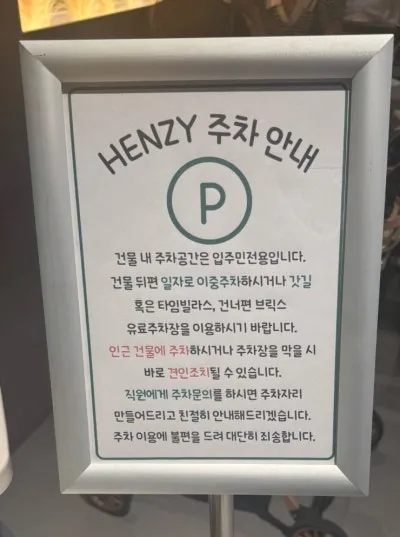 HENZY 주차 안내
P
건물 내 주차공간은 입주민전용입니다.
건물 뒤편 일자로 이중주차하시거나 갓길
혹은 타임빌라스, 건너편 브릭스
유료주차장을 이용하시기 바랍니다.
인근 건물에 주차하시거나 주차장을 막을 시
바로 견인조치될 수 있습니다.
직원에게 주차문의를 하시면 주차자리
만들어드리고 친절히 안내해드리겠습니다.
주차 이용에 불편을 드려 대단히 죄송합니다.